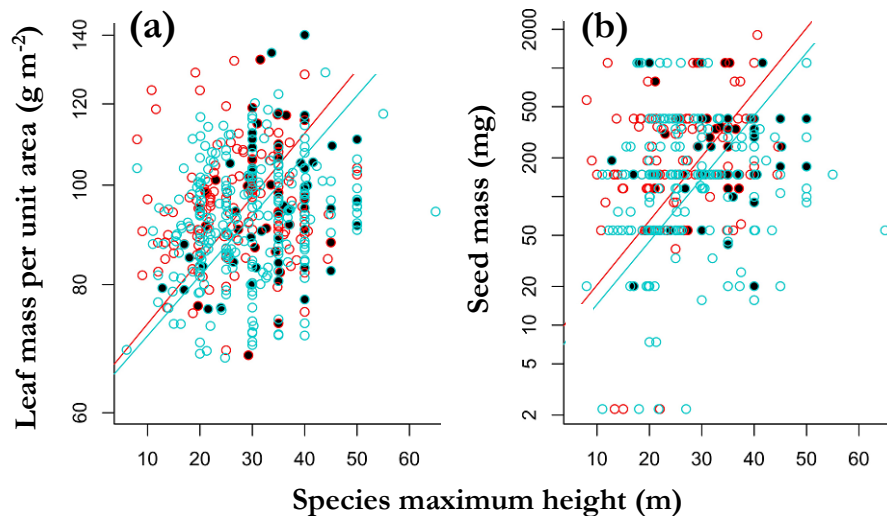 (a)
(b)
Leaf mass per unit area (g m-2)
140
120
100
80
60
10 20 30 40 50 60
Seed mass (mg)
2000
500
200
50
20
10
5
2
10 20 30 40 50 60
Species maximum height (m)